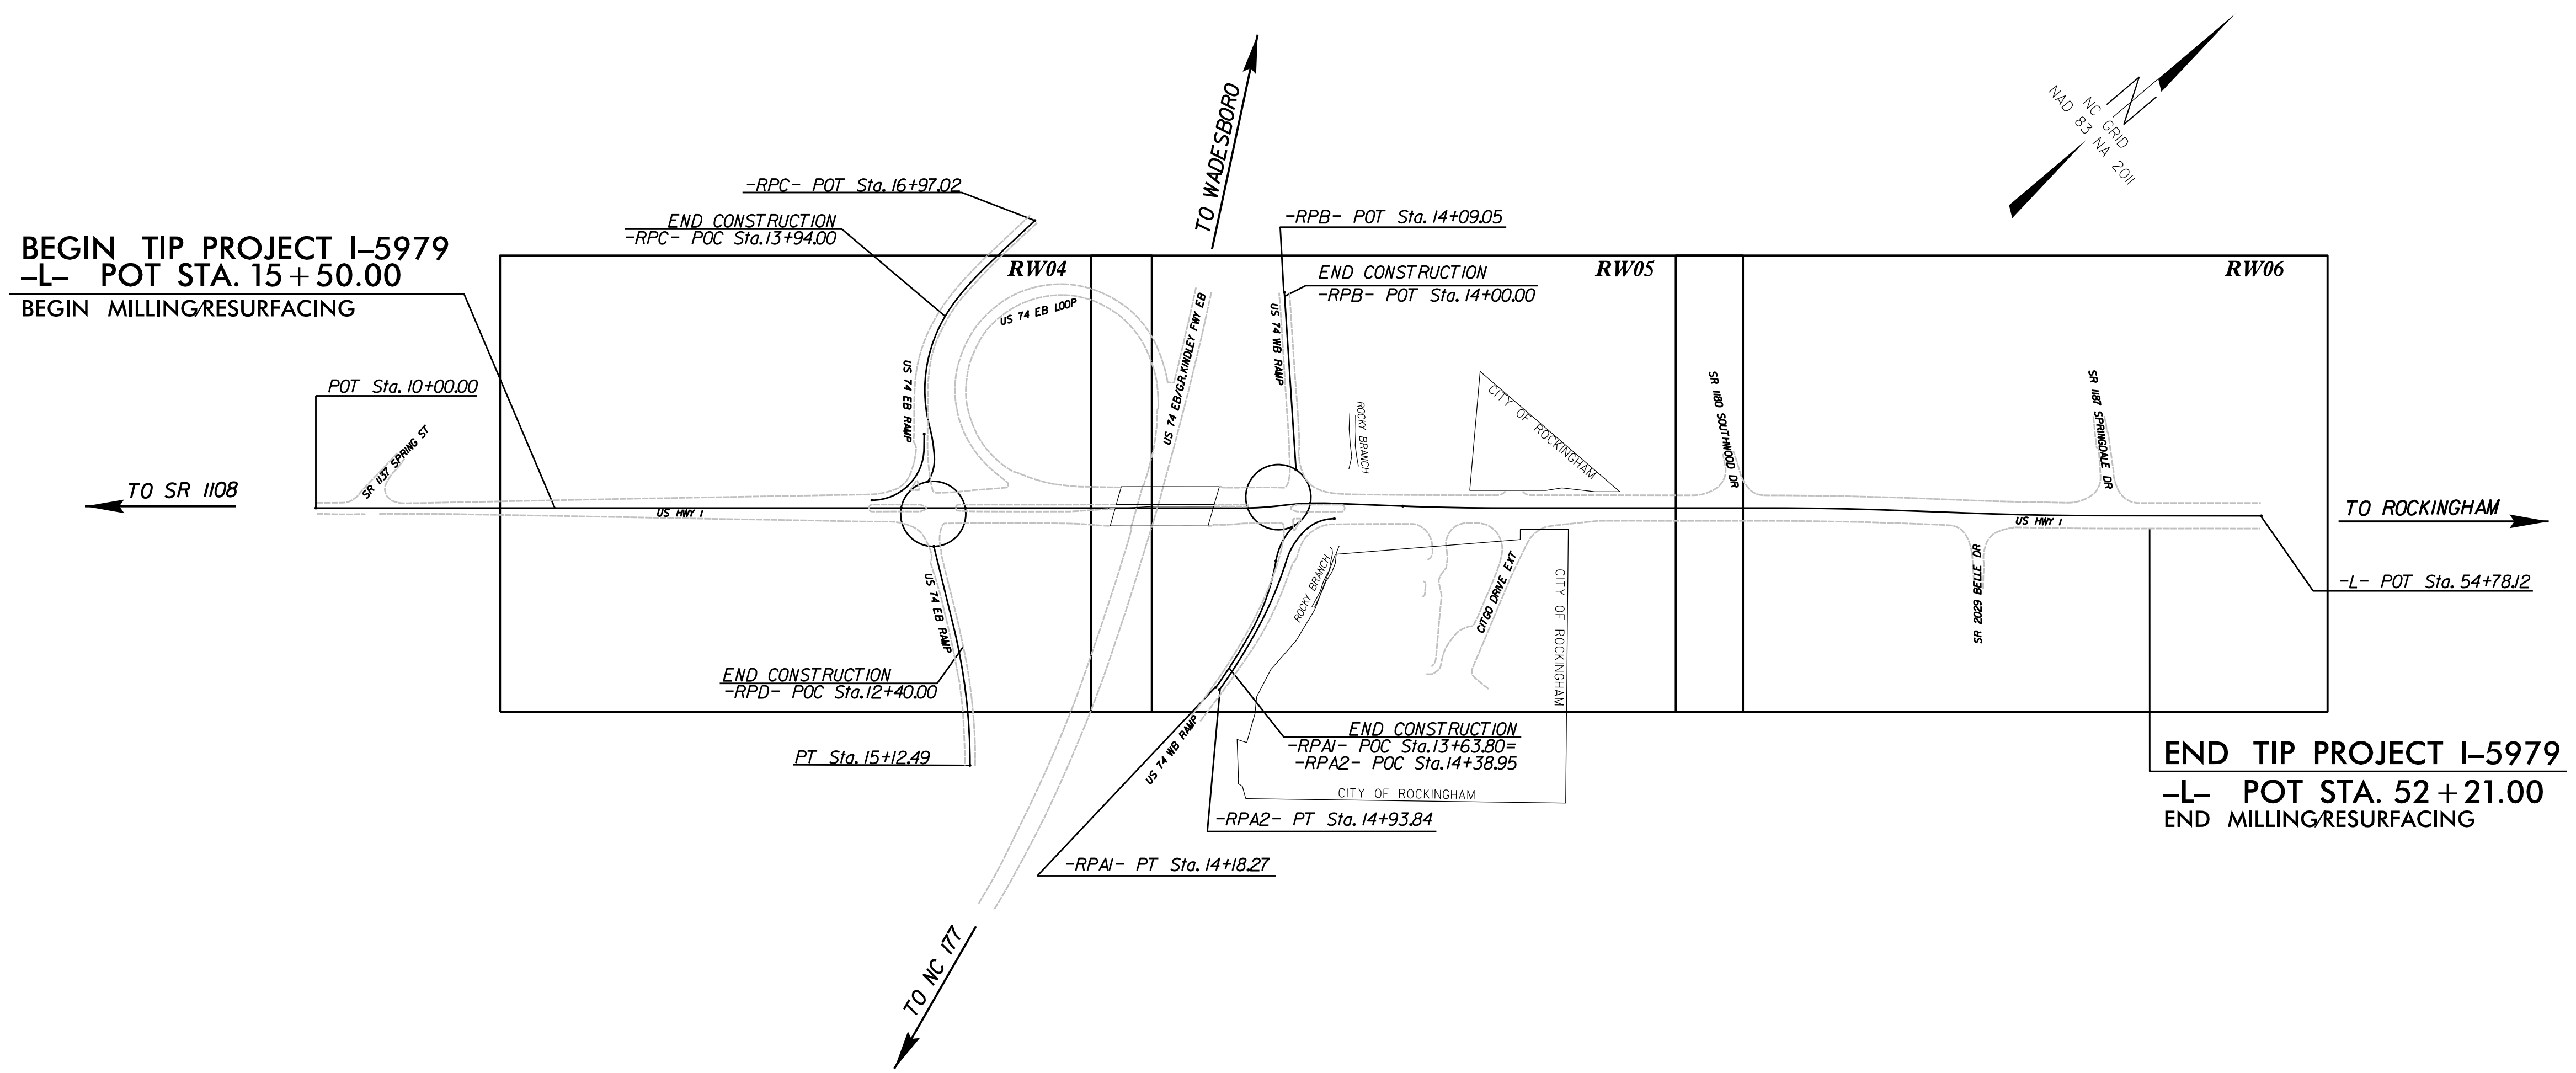 TO WADESBORO
NC GRID
NAD 83 NA 2011
-RPC- POT Sta. 16+97.02
END CONSTRUCTION
-RPC- POC Sta.13+94.00
-RPB- POT Sta. 14+09.05
END CONSTRUCTION
-RPB- POT Sta. 14+00.00
BEGIN TIP PROJECT I-5979
-L- POT STA. 15+50.00
BEGIN MILLING/RESURFACING
RW04
RW05
RW06
US 74 EB LOOP
US 74 EB/G.R.KINDLEY FWY EB
US 74 WB RAMP
US 74 EB RAMP
POT Sta. 10+00.00
SR 1137 SPRING ST
ROCKY BRANCH
CITY OF ROCKINGHAM
SR 1180 SOUTHWOOD DR
SR 1187 SPRINGDALE DR
TO SR 1108
US HWY 1
US HWY 1
TO ROCKINGHAM
-L- POT Sta. 54+78.12
US 74 EB RAMP
ROCKY BRANCH
CITGO DRIVE EXT
CITY OF ROCKINGHAM
SR 2029 BELLE DR
END CONSTRUCTION
-RPD- POC Sta.12+40.00
PT Sta. 15+12.49
US 74 WB RAMP
END CONSTRUCTION
-RPA1- POC Sta.13+63.80=
-RPA2- POC Sta.14+38.95
CITY OF ROCKINGHAM
-RPA2- PT Sta. 14+93.84
-RPA1- PT Sta. 14+18.27
END TIP PROJECT I-5979
-L- POT STA. 52+21.00
END MILLING/RESURFACING
TO NC 177